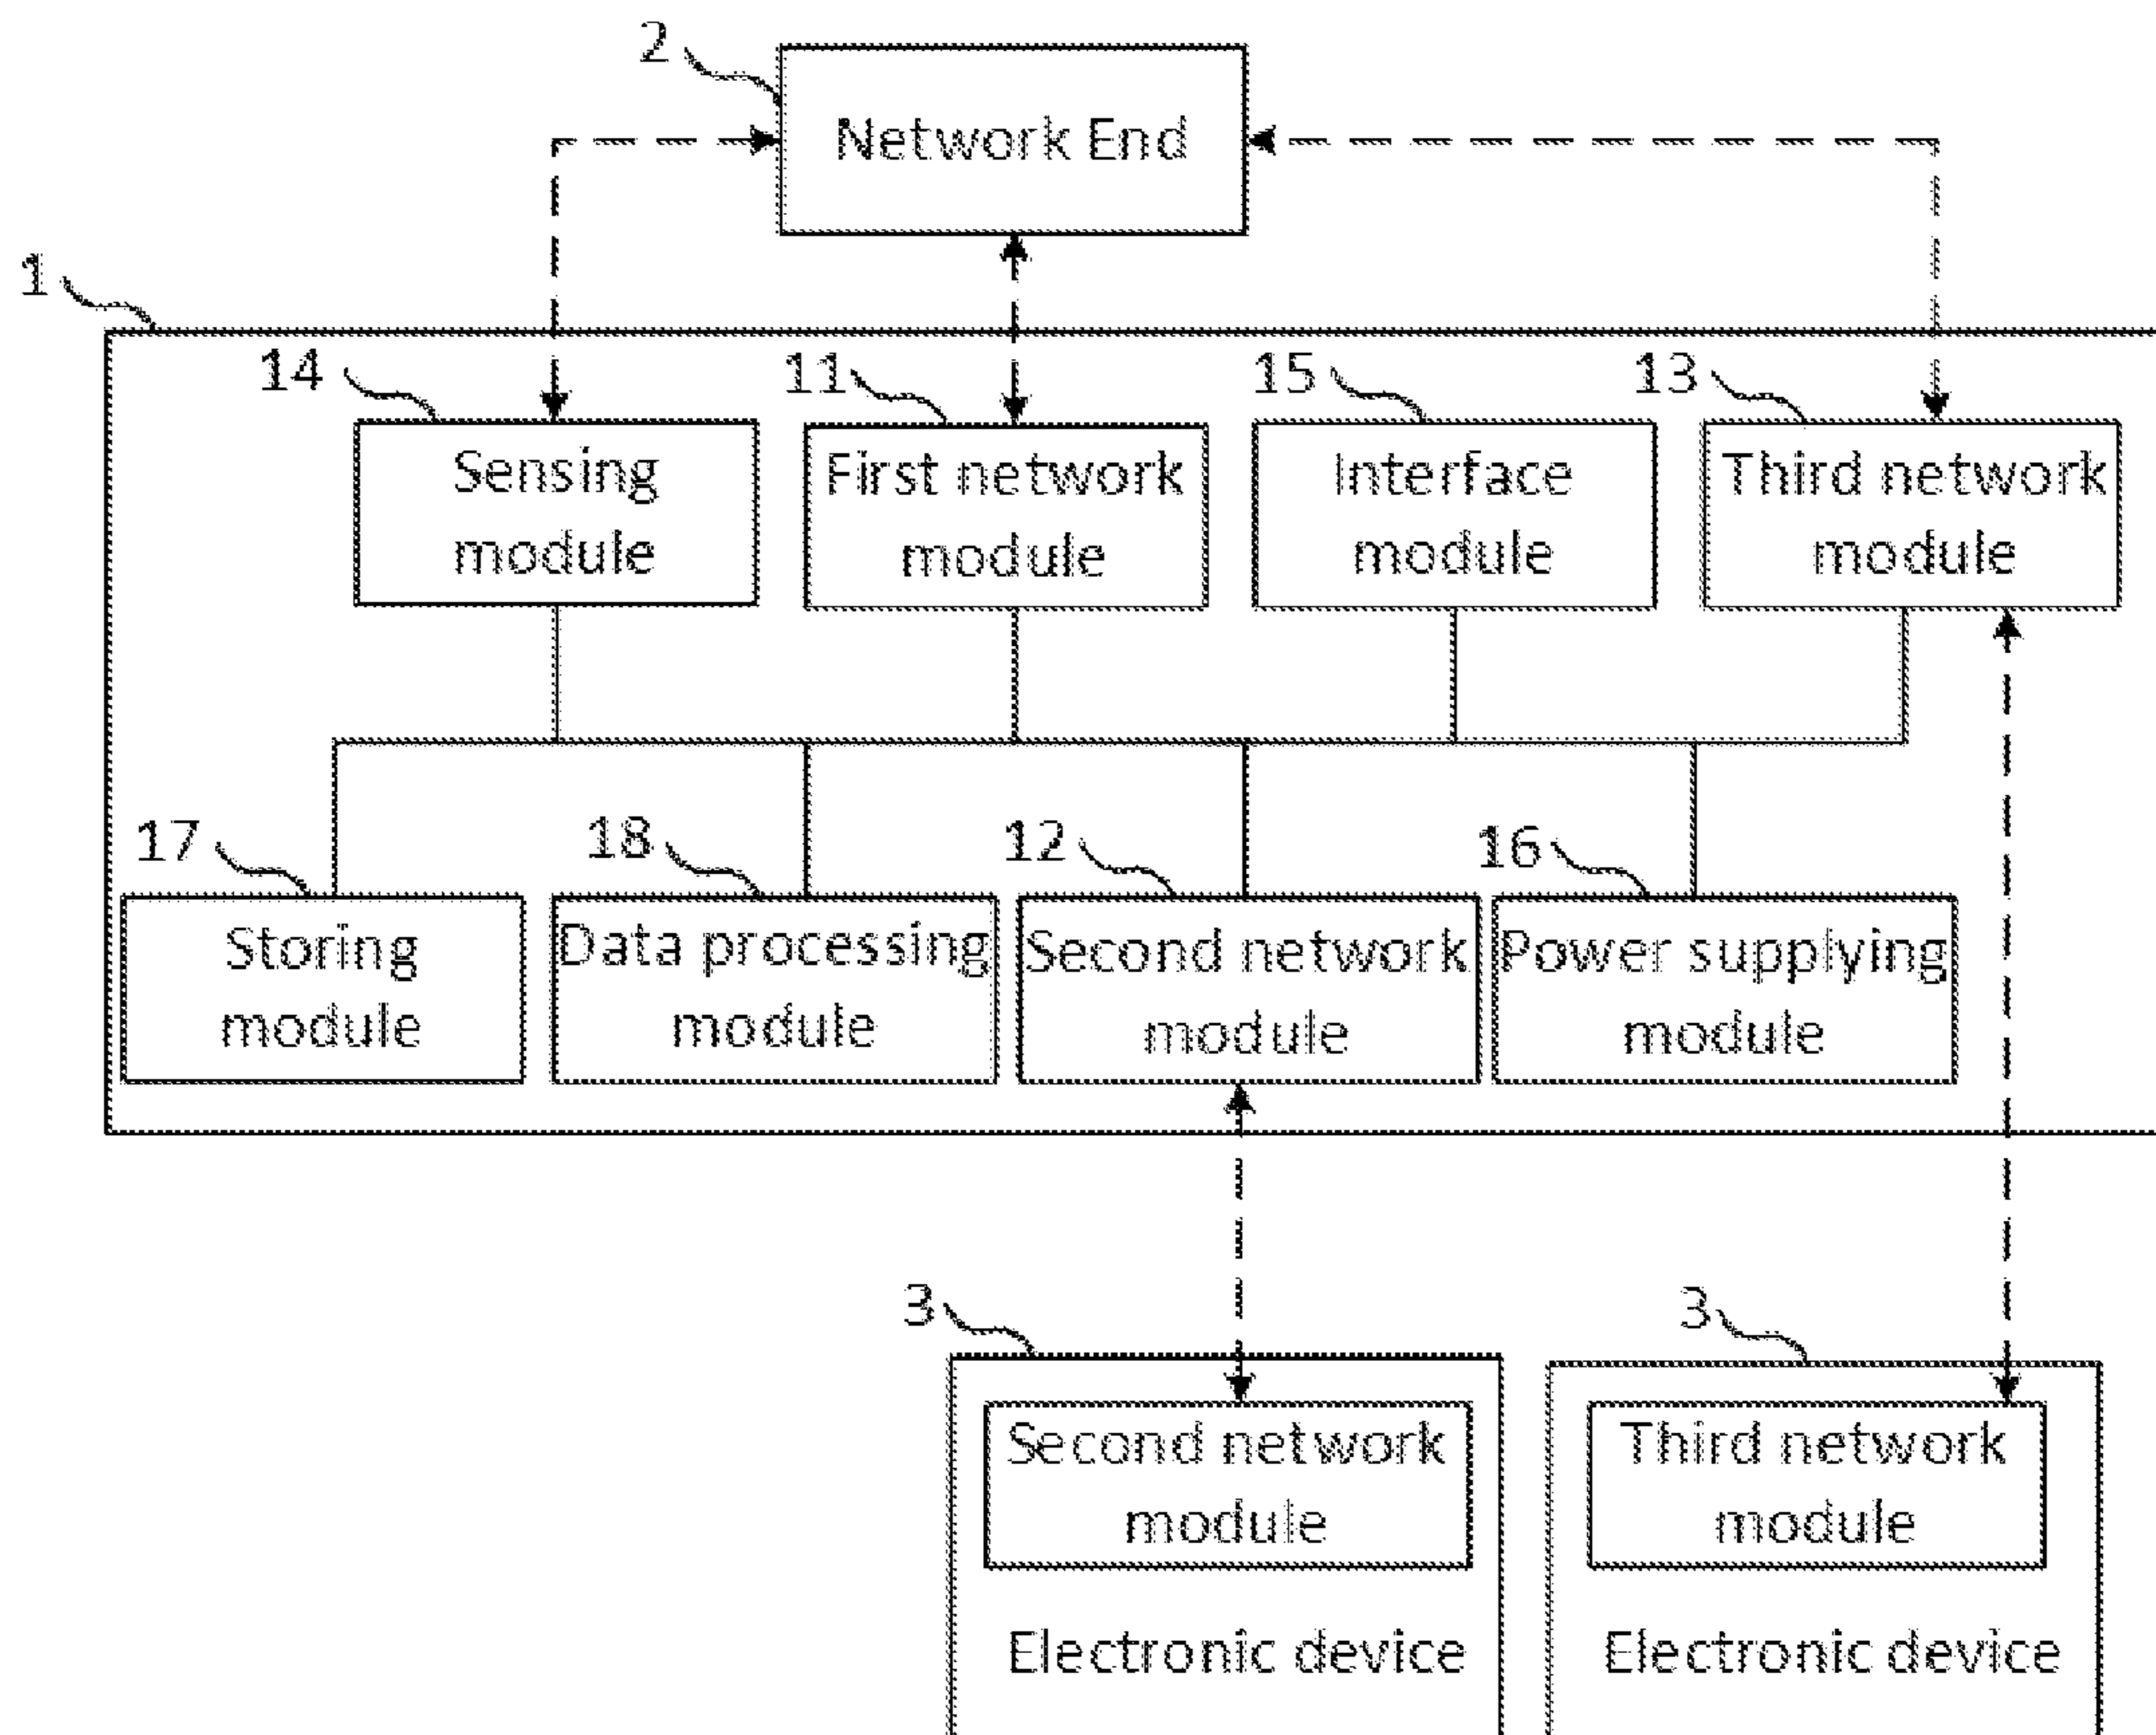 2
Network End
1
14
11
15
13
Sensing
module
First network
module
Interface
module
Third network
module
17
18
12
16
Storing
module
Data processing
module
Second network
module
Power supplying
module
3
3
Second network
module
Third network
module
Electronic device
Electronic device